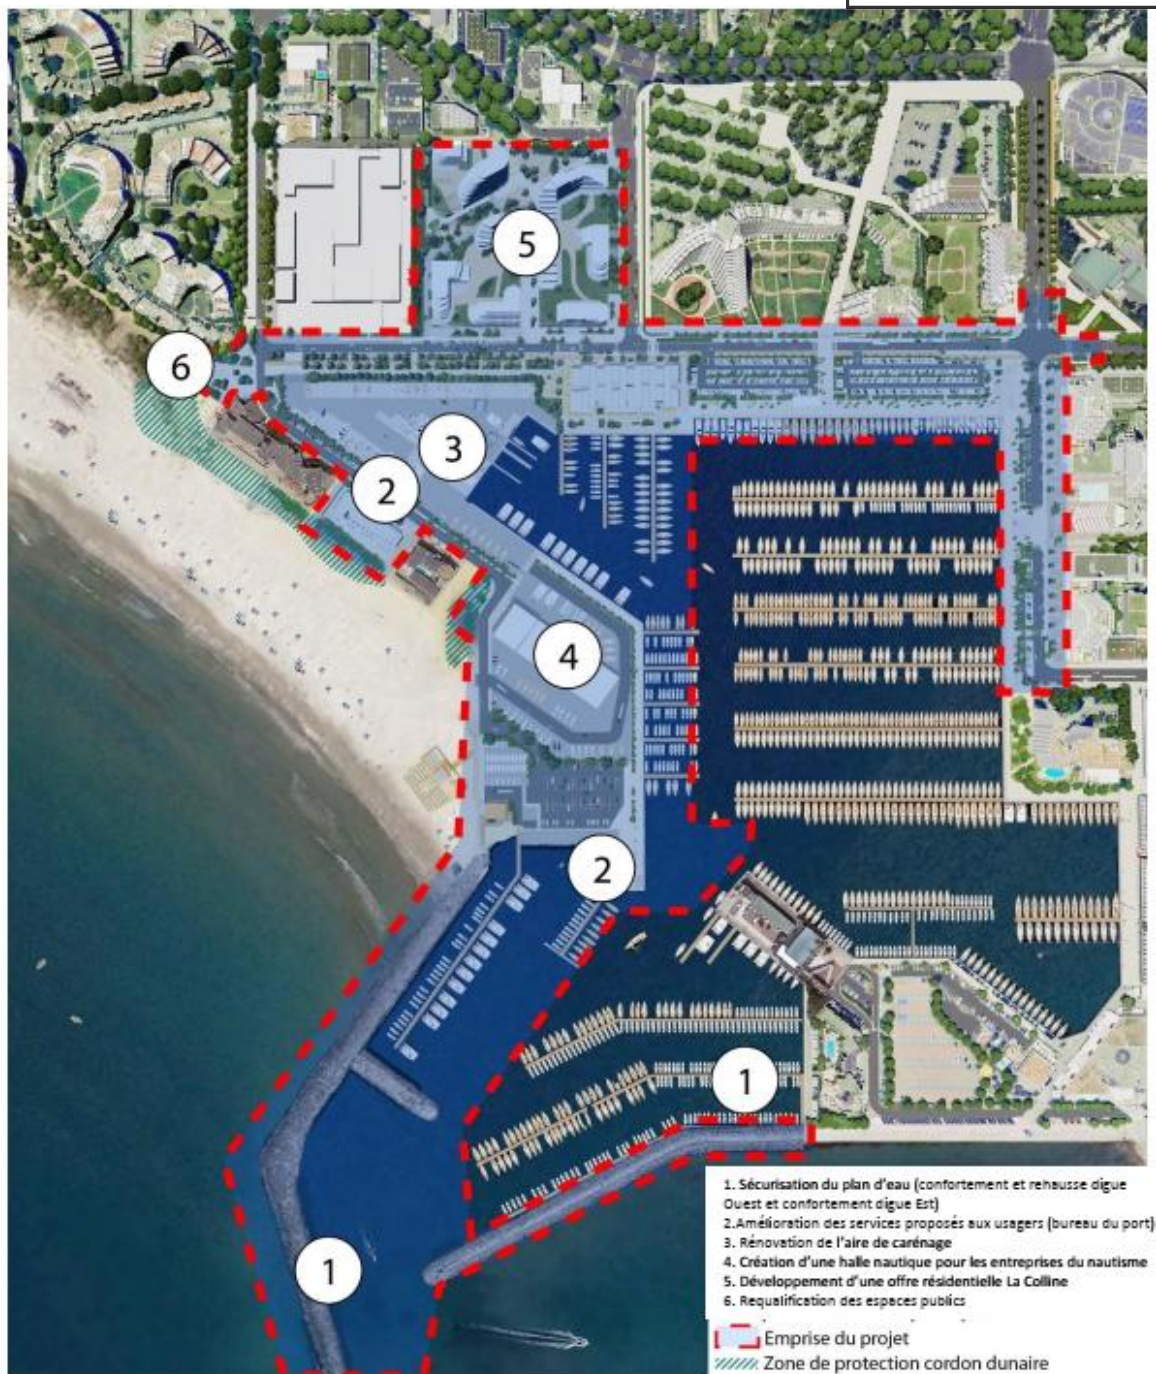 5
6
3
2
4
2
1
1
1. Sécurisation du plan d'eau (confortement et rehausse digue
Ouest et confortement digue Est)
2.Amélioration des services proposés aux usagers (bureau du port)
3. Rénovation de l'aire de carénage
4. Création d'une halle nautique pour les entreprises du nautisme
5. Développement d'une offre résidentielle La Colline
6. Requalification des espaces publics
Emprise du projet
Zone de protection cordon dunaire